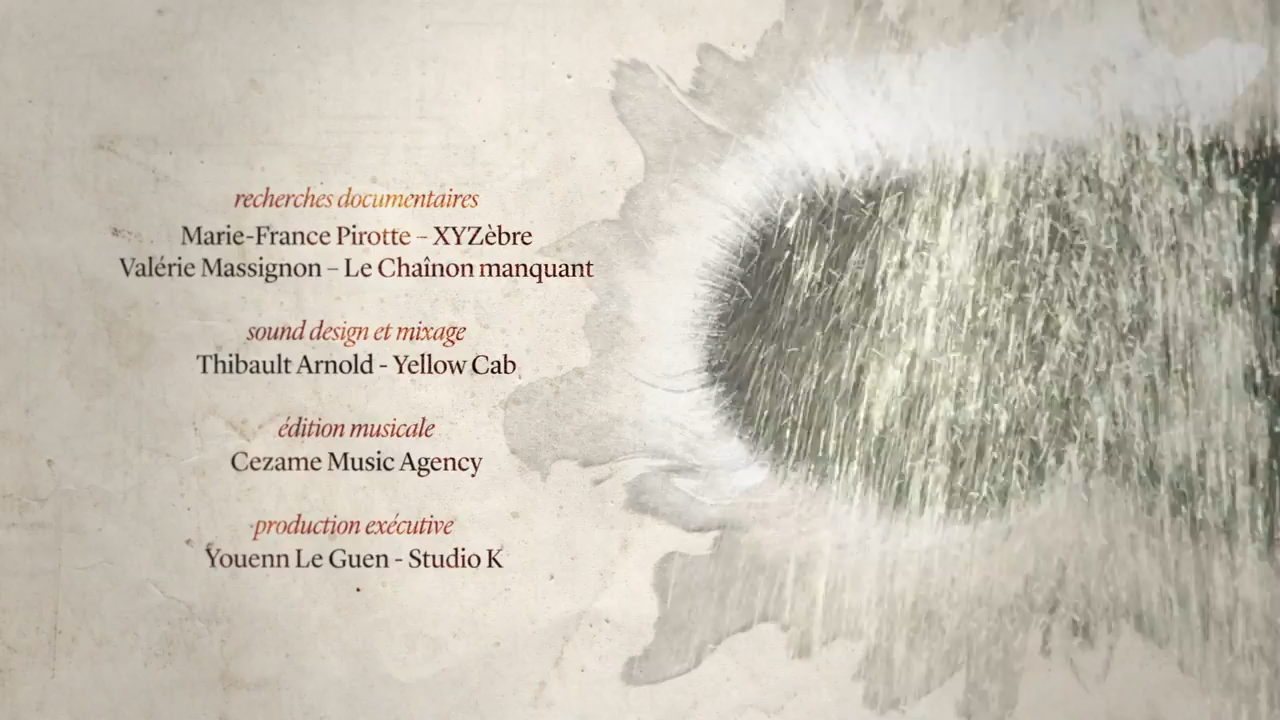 recherches documentaires
Marie-France Pirotte – XYZèbre
Valérie Massignon – Le Chaînon manquant
sound design et mixage
Thibault Arnold - Yellow Cab
édition musicale
Cezame Music Agency
production exécutive
Youenn Le Guen - Studio K